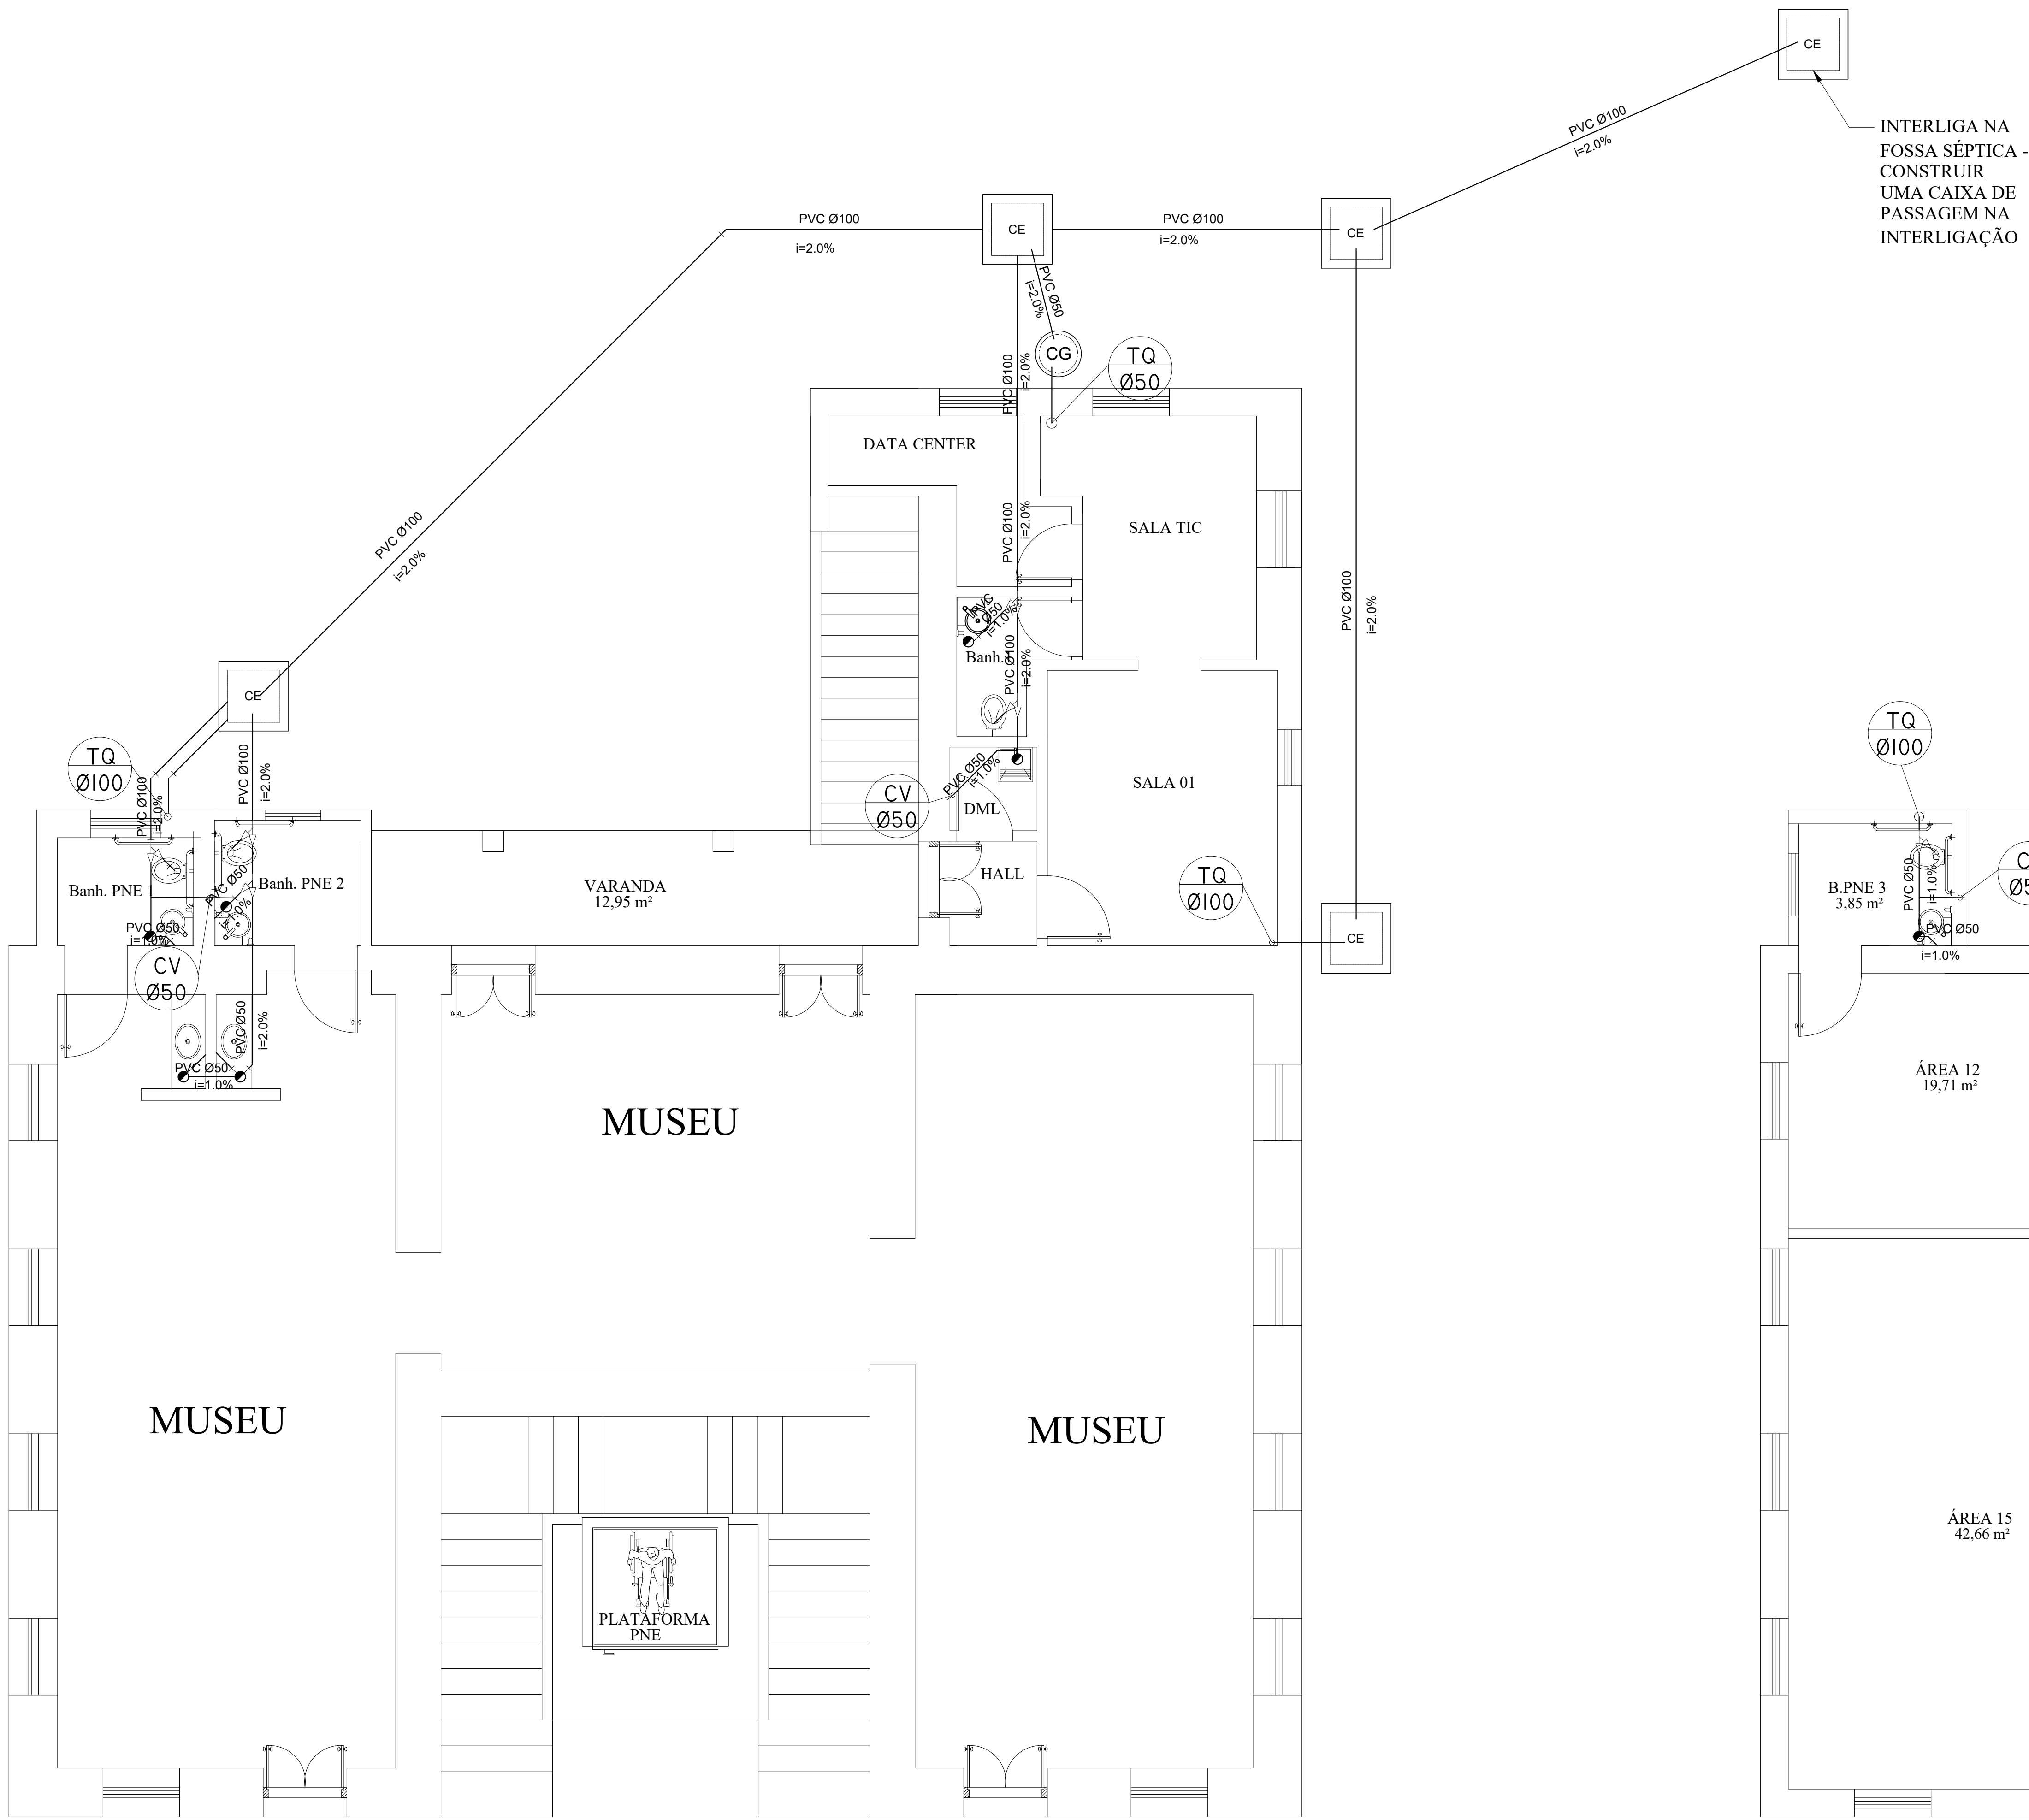 CE
INTERLIGA NA
FOSSA SÉPTICA -
CONSTRUIR
UMA CAIXA DE
PASSAGEM NA
INTERLIGAÇÃO
PVC Ø100
i=2.0%
PVC Ø100
i=2.0%
CE
PVC Ø100
i=2.0%
CE
PVC Ø50
i=2.0%
CG
TQ
Ø50
PVC Ø100
i=2.0%
DATA CENTER
PVC Ø100
i=2.0%
SALA TIC
PVC Ø100
i=2.0%
PVC Ø100
i=2.0%
PVC
Ø50
i=1.0%
Banh.
PVC Ø100
i=2.0%
CE
TQ
Ø100
PVC Ø100
i=2.0%
PVC Ø100
i=2.0%
PVC Ø50
i=1.0%
CV
Ø50
DML
SALA 01
TQ
Ø100
Banh. PNE 1
Banh. PNE 2
PVC Ø50
i=1.0%
PVC Ø50
i=1.0%
CV
Ø50
VARANDA
12,95 m²
HALL
TQ
Ø100
CE
B.PNE 3
3,85 m²
PVC Ø50
i=1.0%
PVC Ø50
i=1.0%
PVC Ø50
i=2.0%
PVC Ø50
i=1.0%
ÁREA 12
19,71 m²
MUSEU
MUSEU
MUSEU
ÁREA 15
42,66 m²
PLATAFORMA
PNE